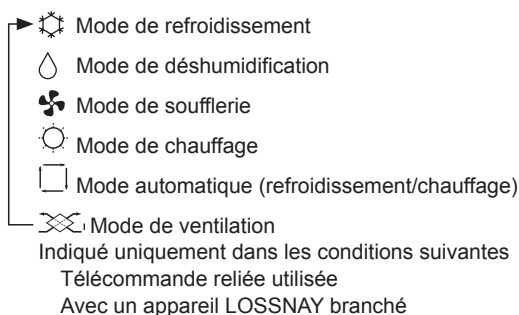 Mode de refroidissement
Mode de déshumidification
Mode de soufflerie
Mode de chauffage
Mode automatique (refroidissement/chauffage)
Mode de ventilation
Indiqué uniquement dans les conditions suivantes
Télécommande reliée utilisée
Avec un appareil LOSSNAY branché